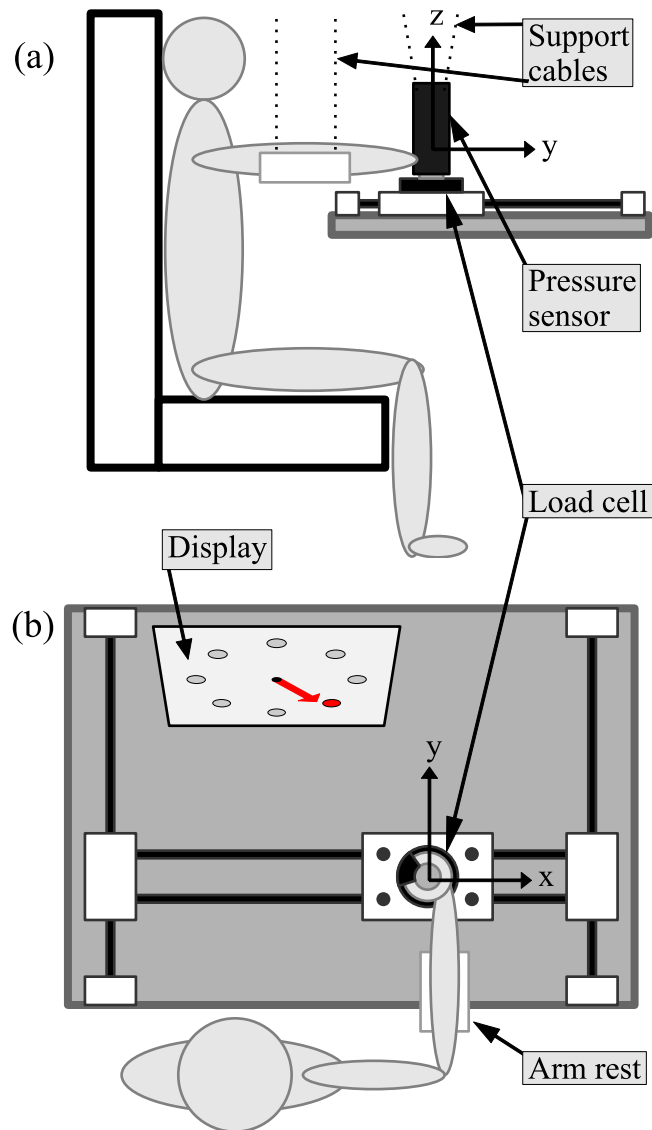 (a)
z
Support
cables
y
Pressure
sensor
Load cell
Display
(b)
y
x
Arm rest